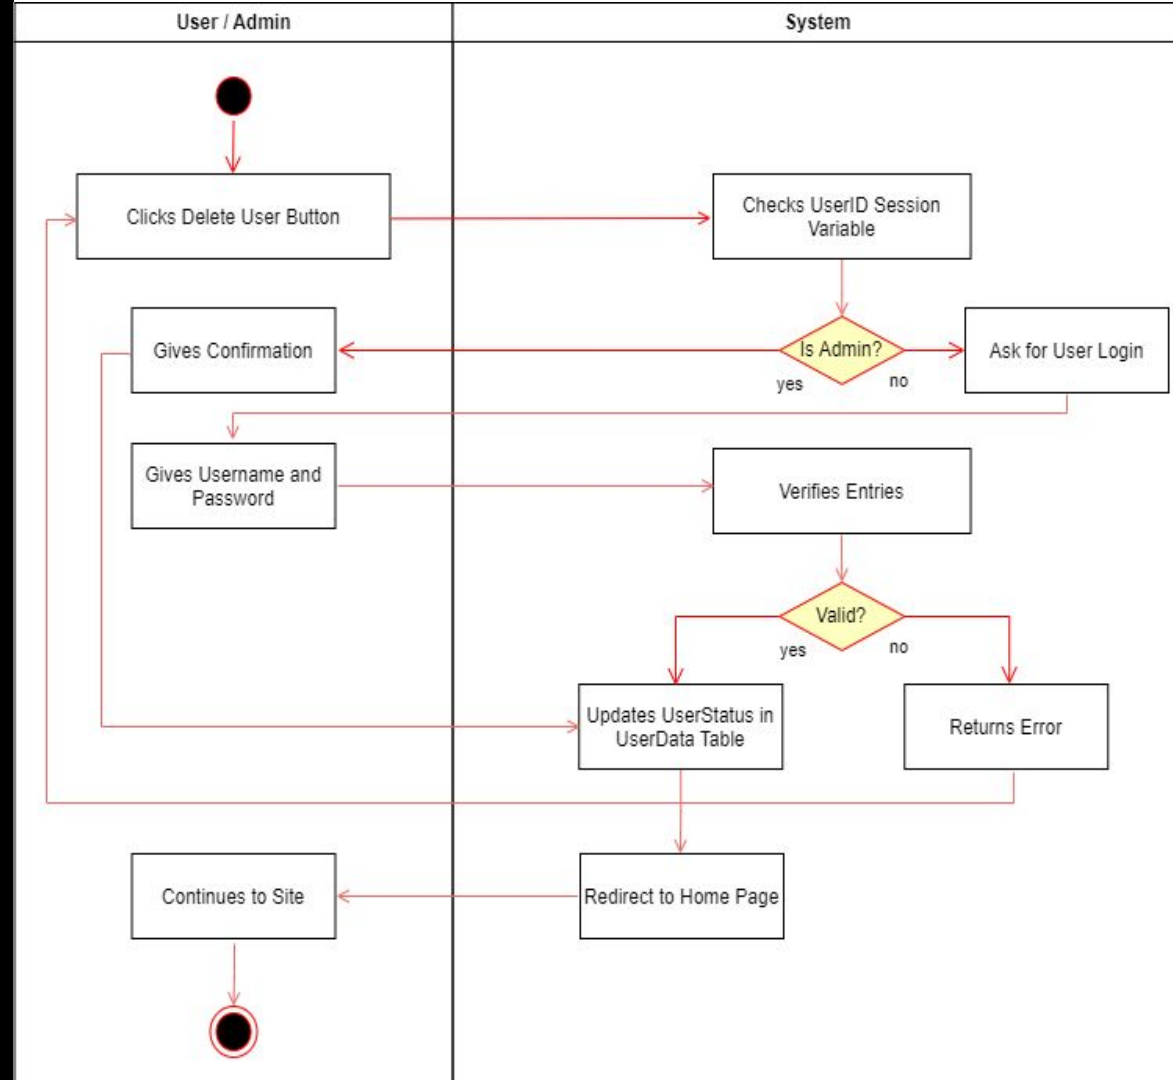 User / Admin
System
Clicks Delete User Button
Checks UserID Session
Variable
Gives Confirmation
Is Admin?
Ask for User Login
yes
no
Gives Username and
Password
Verifies Entries
Valid?
yes
no
Updates UserStatus in
UserData Table
Returns Error
Continues to Site
Redirect to Home Page